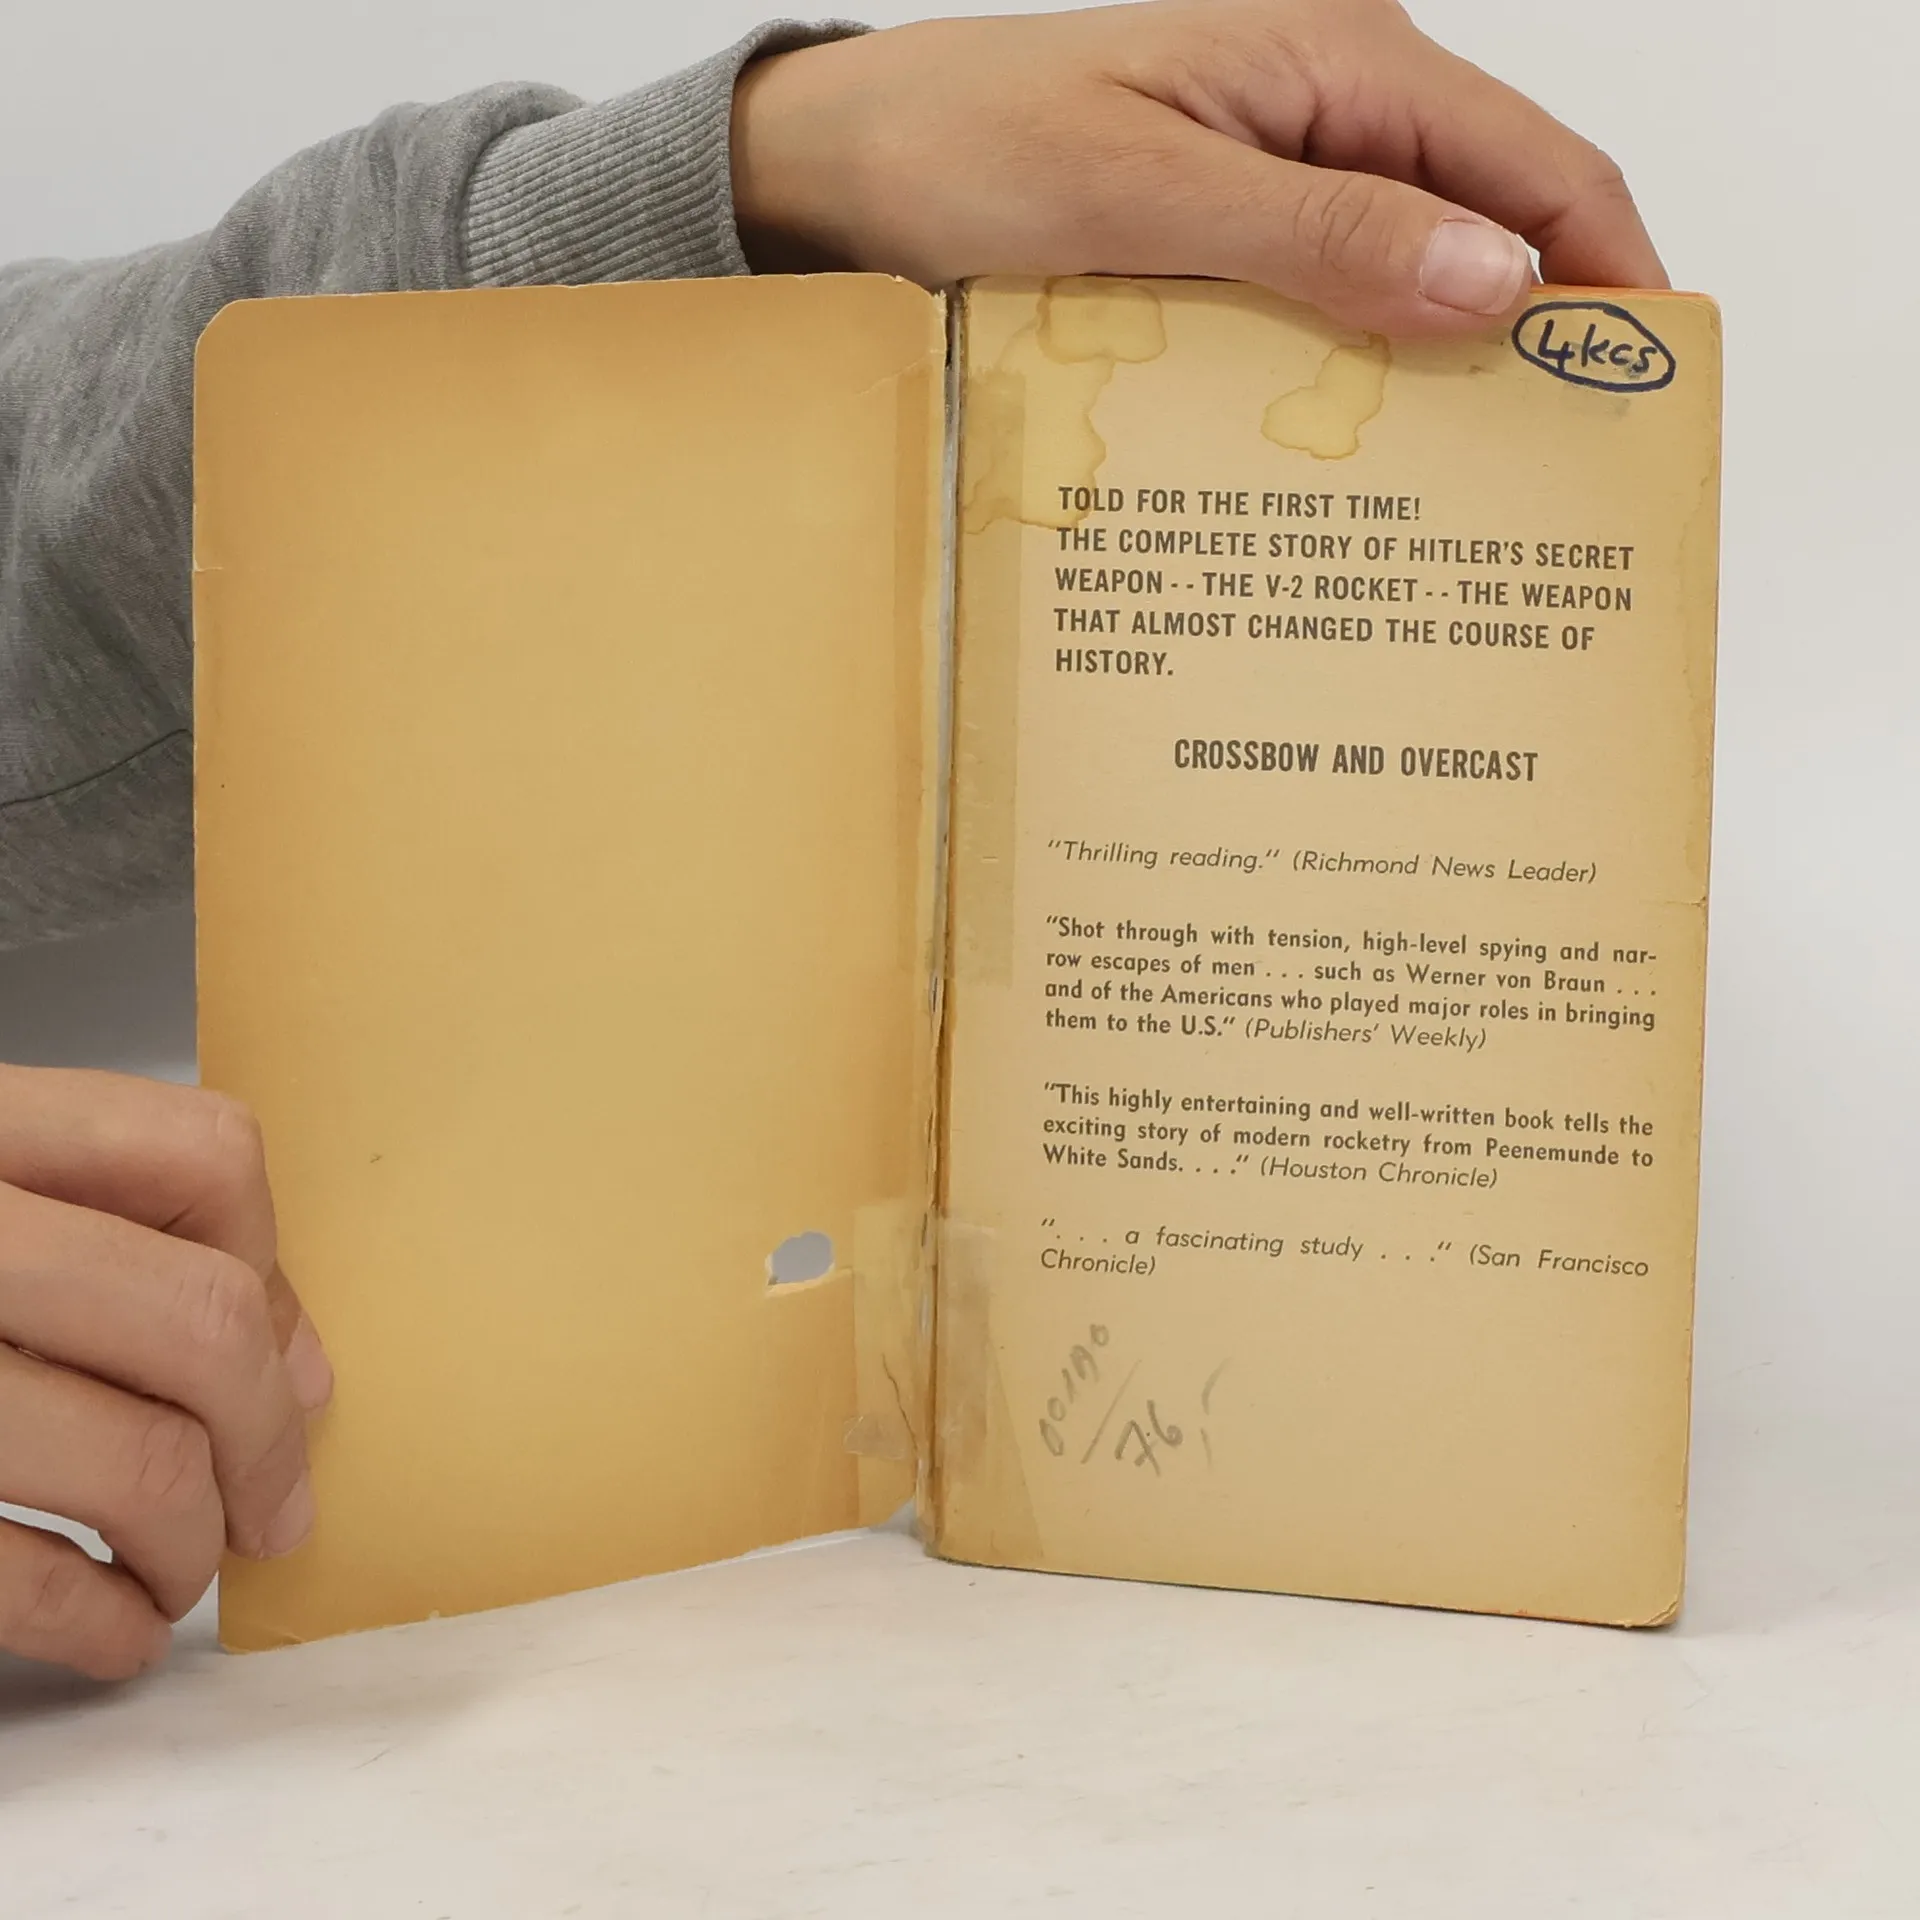 4kcs
TOLD FOR THE FIRST TIME!
THE COMPLETE STORY OF HITLER'S SECRET
WEAPON - - THE V-2 ROCKET - - THE WEAPON
THAT ALMOST CHANGED THE COURSE OF
HISTORY.
CROSSBOW AND OVERCAST
"Thrilling reading." (Richmond News Leader)
"Shot through with tension, high-level spying and nar-
row escapes of men . . . such as Werner von Braun . . .
and of the Americans who played major roles in bringing
them to the U.S." (Publishers' Weekly)
"This highly entertaining and well-written book tells the
exciting story of modern rocketry from Peenemunde to
White Sands. . . ." (Houston Chronicle)
". . . a fascinating study . . ." (San Francisco
Chronicle)
76